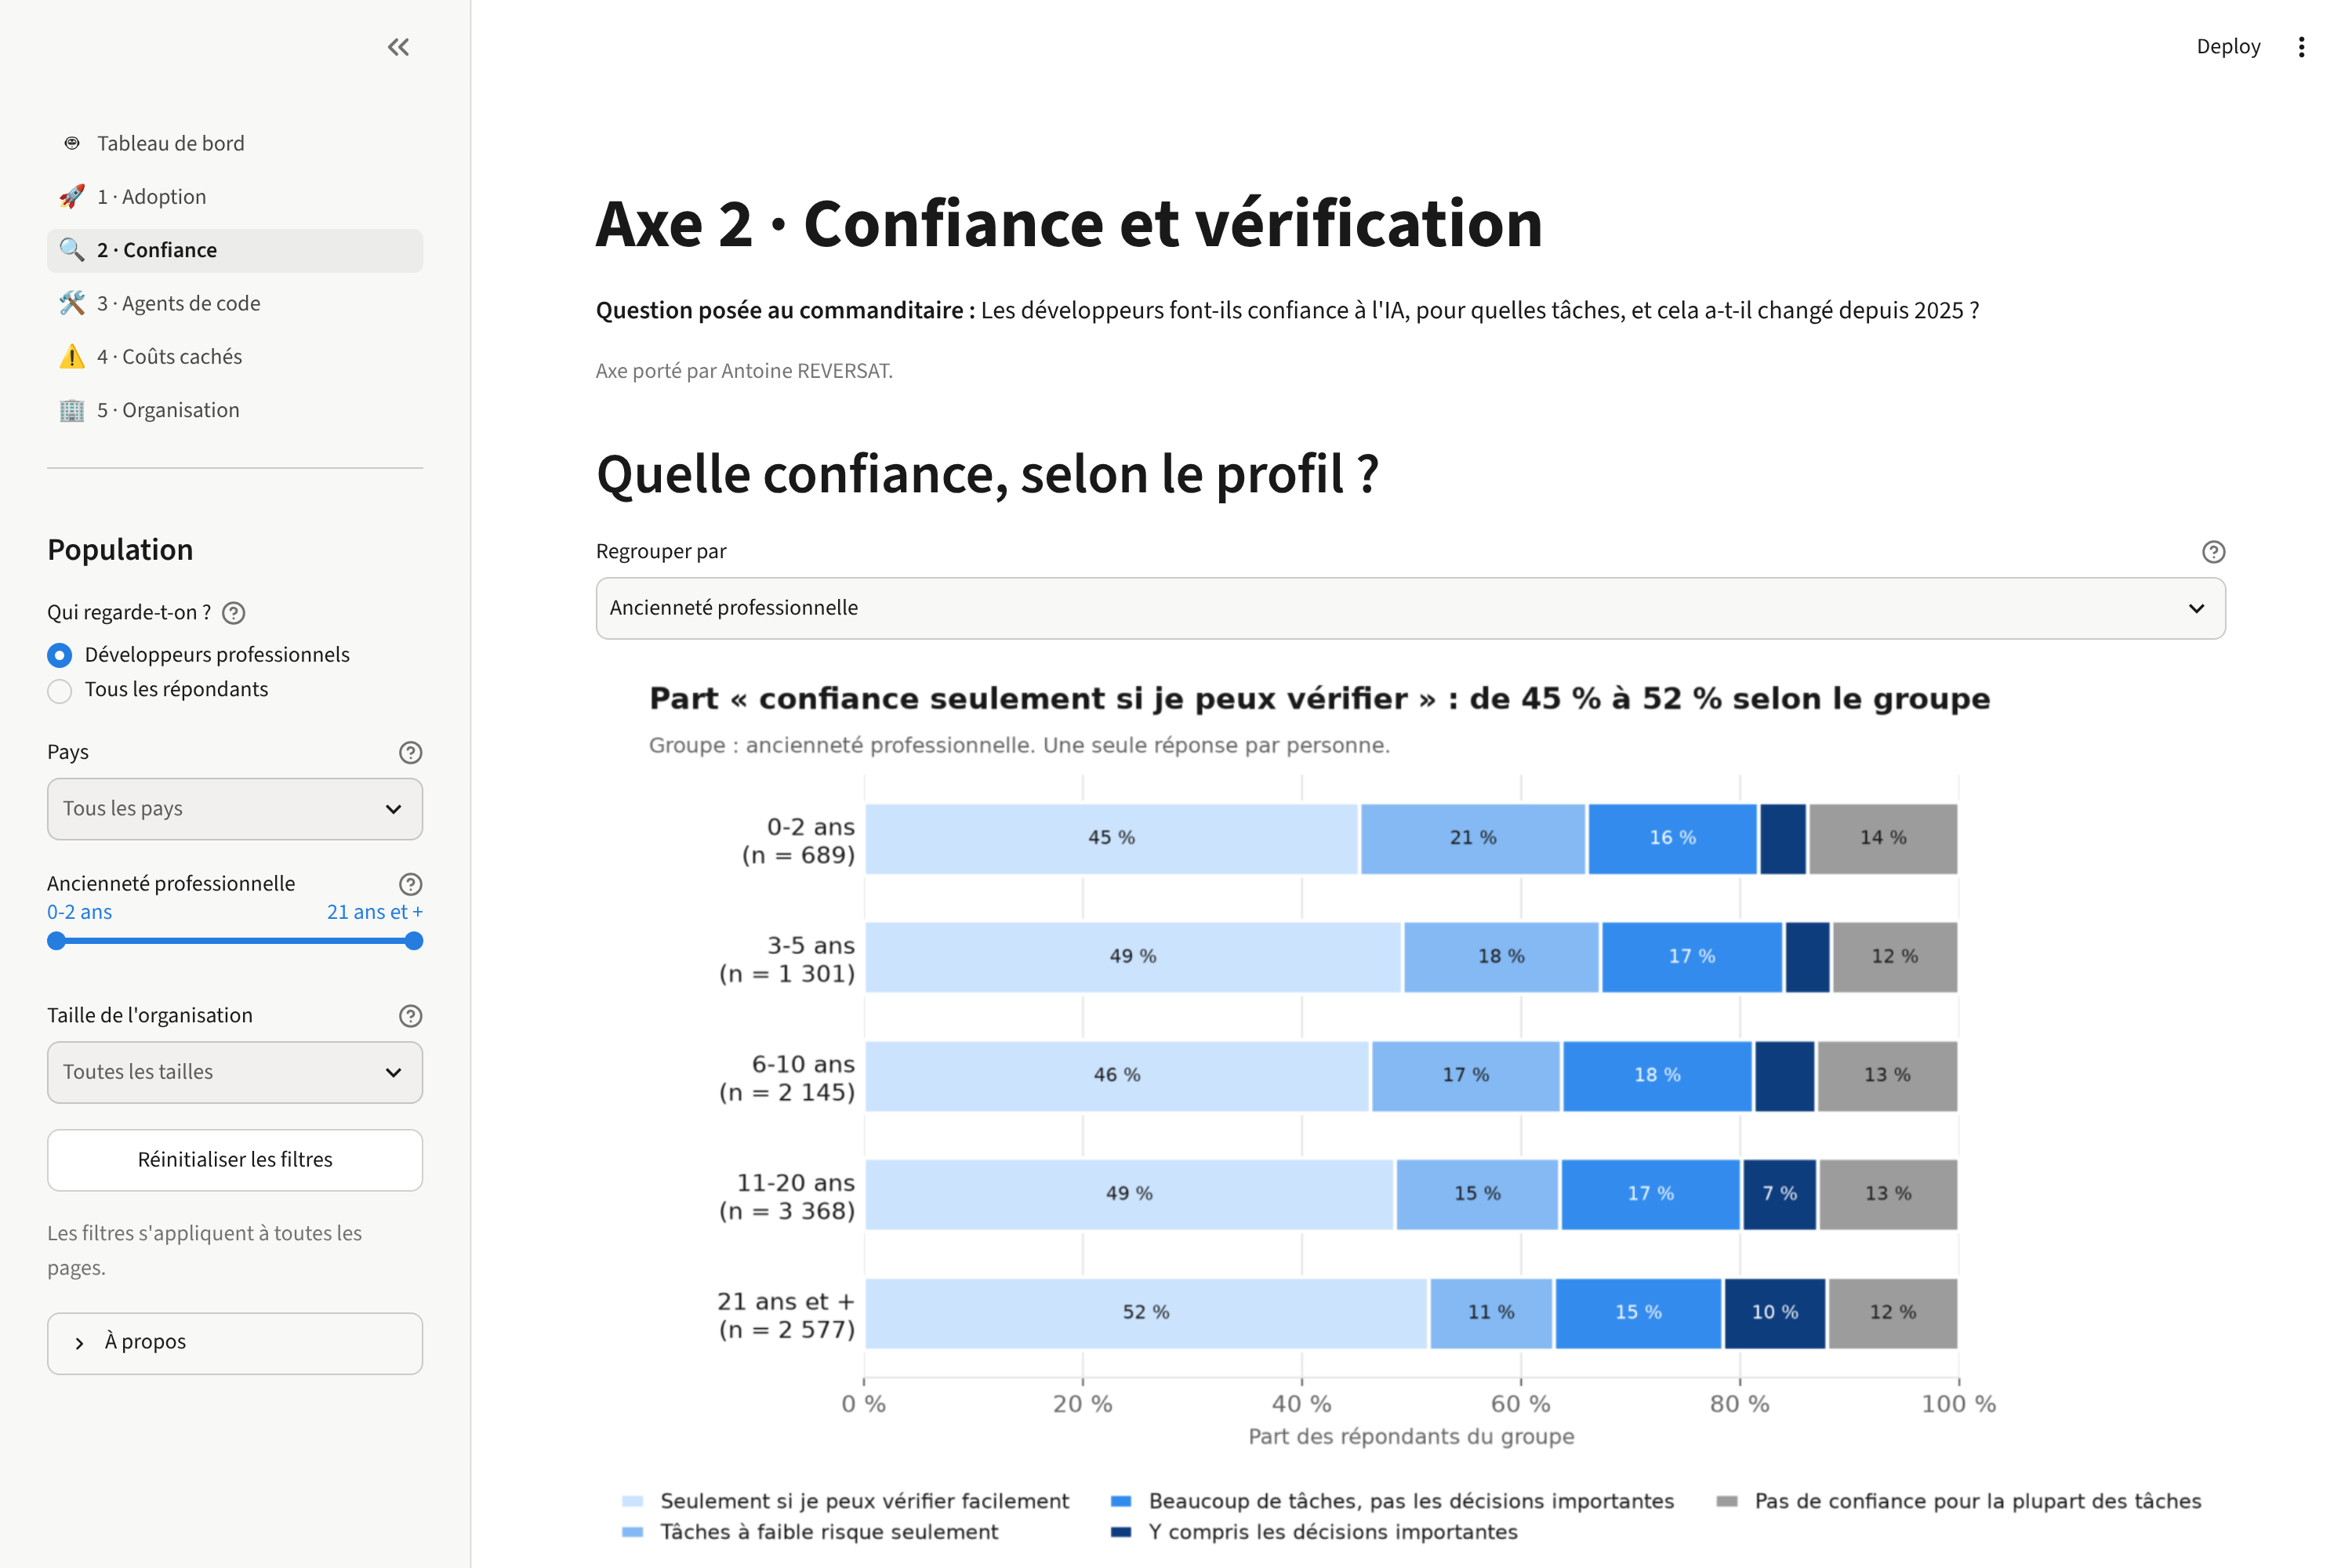 Deploy
Tableau de bord
1 · Adoption
2 · Confiance
3 · Agents de code
4 · Coûts cachés
5 · Organisation
Population
Qui regarde-t-on ?
Développeurs professionnels
Tous les répondants
Pays
Tous les pays
Ancienneté professionnelle
0-2 ans 21 ans et +
Taille de l'organisation
Toutes les tailles
Réinitialiser les filtres
Les filtres s'appliquent à toutes les
pages.
À propos
Axe 2 · Confiance et vérification
Question posée au commanditaire : Les développeurs font-ils confiance à l'IA, pour quelles tâches, et cela a-t-il changé depuis 2025 ?
Axe porté par Antoine REVERSAT.
Quelle confiance, selon le profil ?
Regrouper par
Ancienneté professionnelle
Part « confiance seulement si je peux vérifier » : de 45 % à 52 % selon le groupe
Groupe : ancienneté professionnelle. Une seule réponse par personne.
0-2 ans
(n = 689)
45 % 21 % 16 % 14 %
3-5 ans
(n = 1 301)
49 % 18 % 17 % 12 %
6-10 ans
(n = 2 145)
46 % 17 % 18 % 13 %
11-20 ans
(n = 3 368)
49 % 15 % 17 % 7 % 13 %
21 ans et +
(n = 2 577)
52 % 11 % 15 % 10 % 12 %
0 % 20 % 40 % 60 % 80 % 100 %
Part des répondants du groupe
Seulement si je peux vérifier facilement
Tâches à faible risque seulement
Beaucoup de tâches, pas les décisions importantes
Y compris les décisions importantes
Pas de confiance pour la plupart des tâches